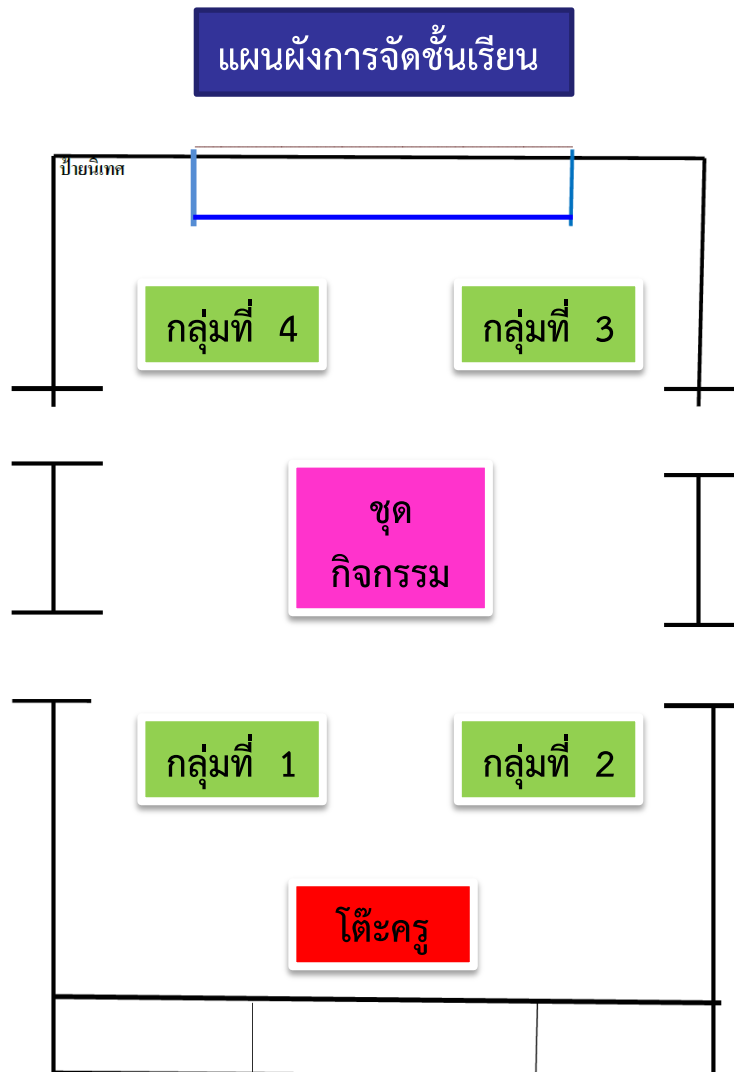 แผนผังการจัดชั้นเรียน
ป้ายนิเทศ
กลุ่มที่ 4
กลุ่มที่ 3
ชุด
กิจกรรม
กลุ่มที่ 1
กลุ่มที่ 2
โต๊ะครู